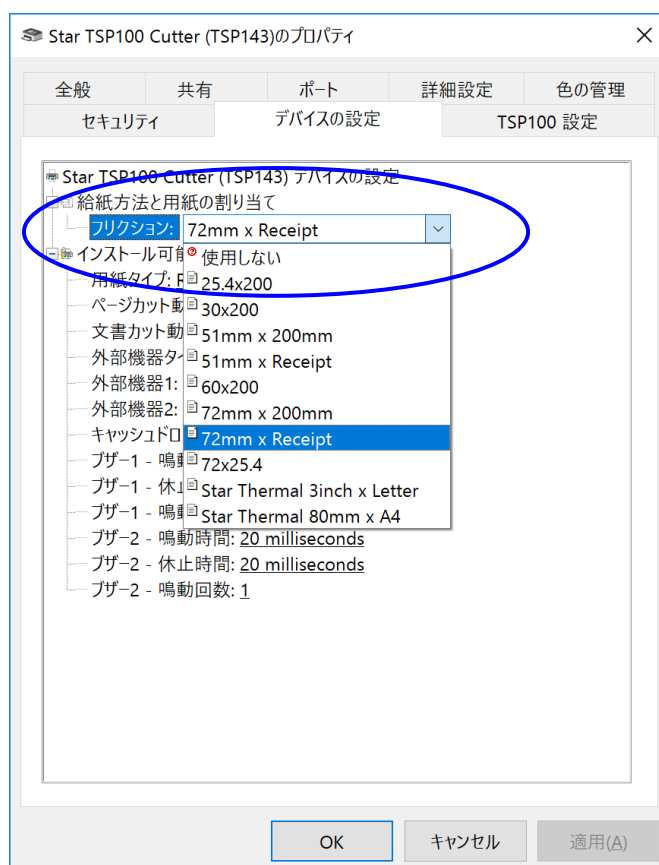 Star TSP100 Cutter (TSP143)のプロパティ
全般 共有 ポート 詳細設定 色の管理
セキュリティ デバイスの設定 TSP100 設定
Star TSP100 Cutter (TSP143) デバイスの設定
給紙方法と用紙の割り当て
フリクション: 72mm x Receipt
インストール可能
使用しない
用紙タイプ:
25.4x200
ページカット動
30x200
文書カット動
51mm x 200mm
外部機器タイ
51mm x Receipt
外部機器1:
60x200
外部機器2:
72mm x 200mm
キャッシュドロ
72mm x Receipt
ブザー1 - 鳴動
72x25.4
ブザー1 - 休止
Star Thermal 3inch x Letter
ブザー1 - 鳴動
Star Thermal 80mm x A4
ブザー2 - 鳴動時間: 20 milliseconds
ブザー2 - 休止時間: 20 milliseconds
ブザー2 - 鳴動回数: 1
OK キャンセル 適用(A)